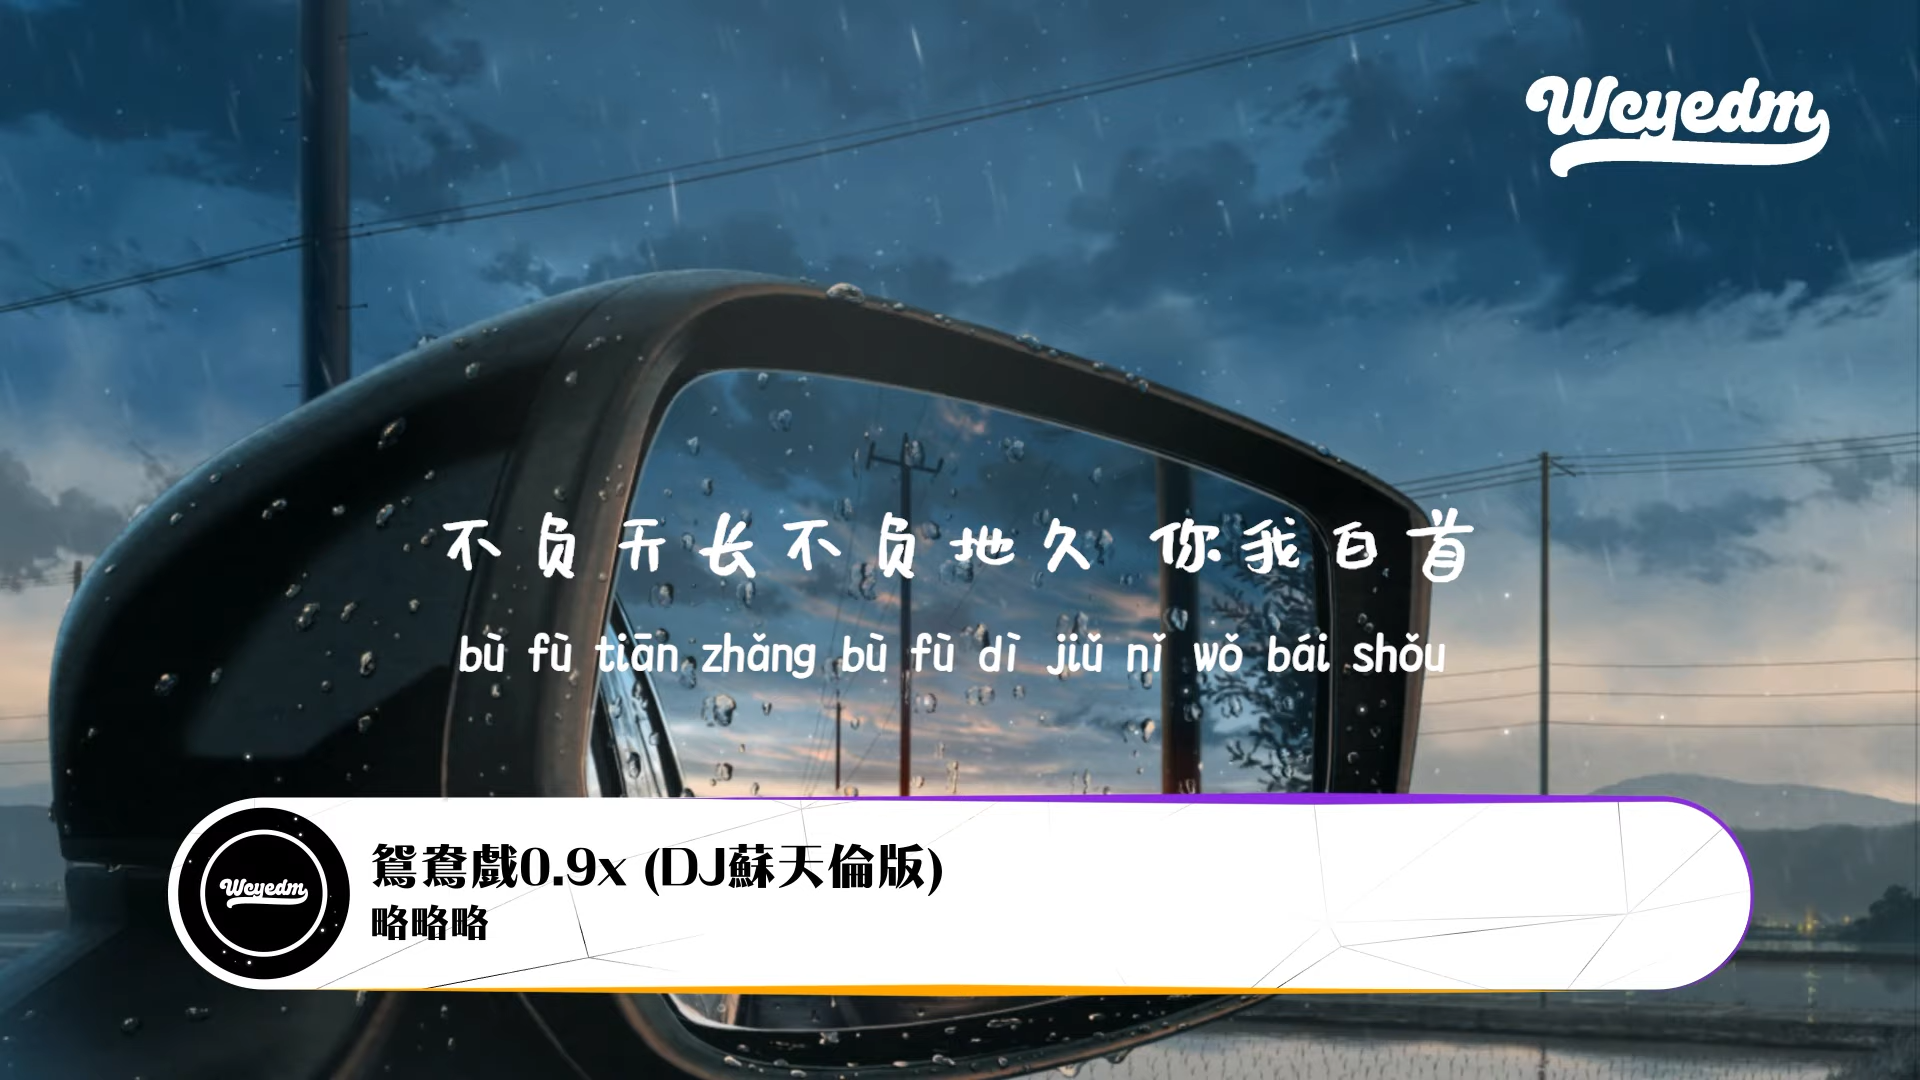 Wcyedm
不负天长不负地久 你我白首
bù fù tiān zhǎng bù fù dì jiǔ nǐ wǒ bái shǒu
Wcyedm
鴛鴦戲0.9x (DJ蘇天倫版)
略略略